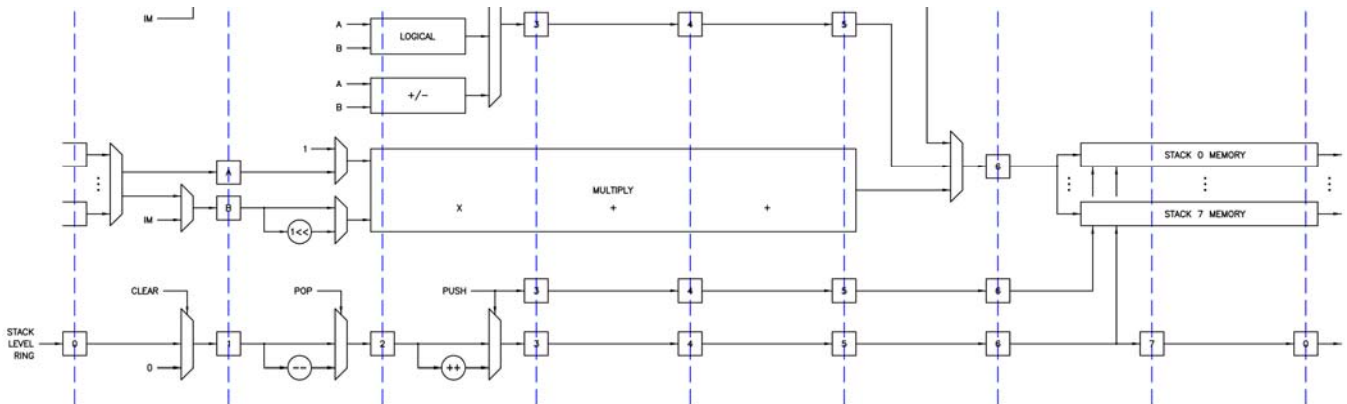 IM
A
LOGICAL
B
3
4
5
A
+/-
B
1
MULTIPLY
X
+
+
A
B
IM
1<<
6
STACK 0 MEMORY
STACK 7 MEMORY
CLEAR
POP
PUSH
3
4
5
6
STACK
LEVEL
RING
0
1
2
3
4
5
6
7
0
0
--
++